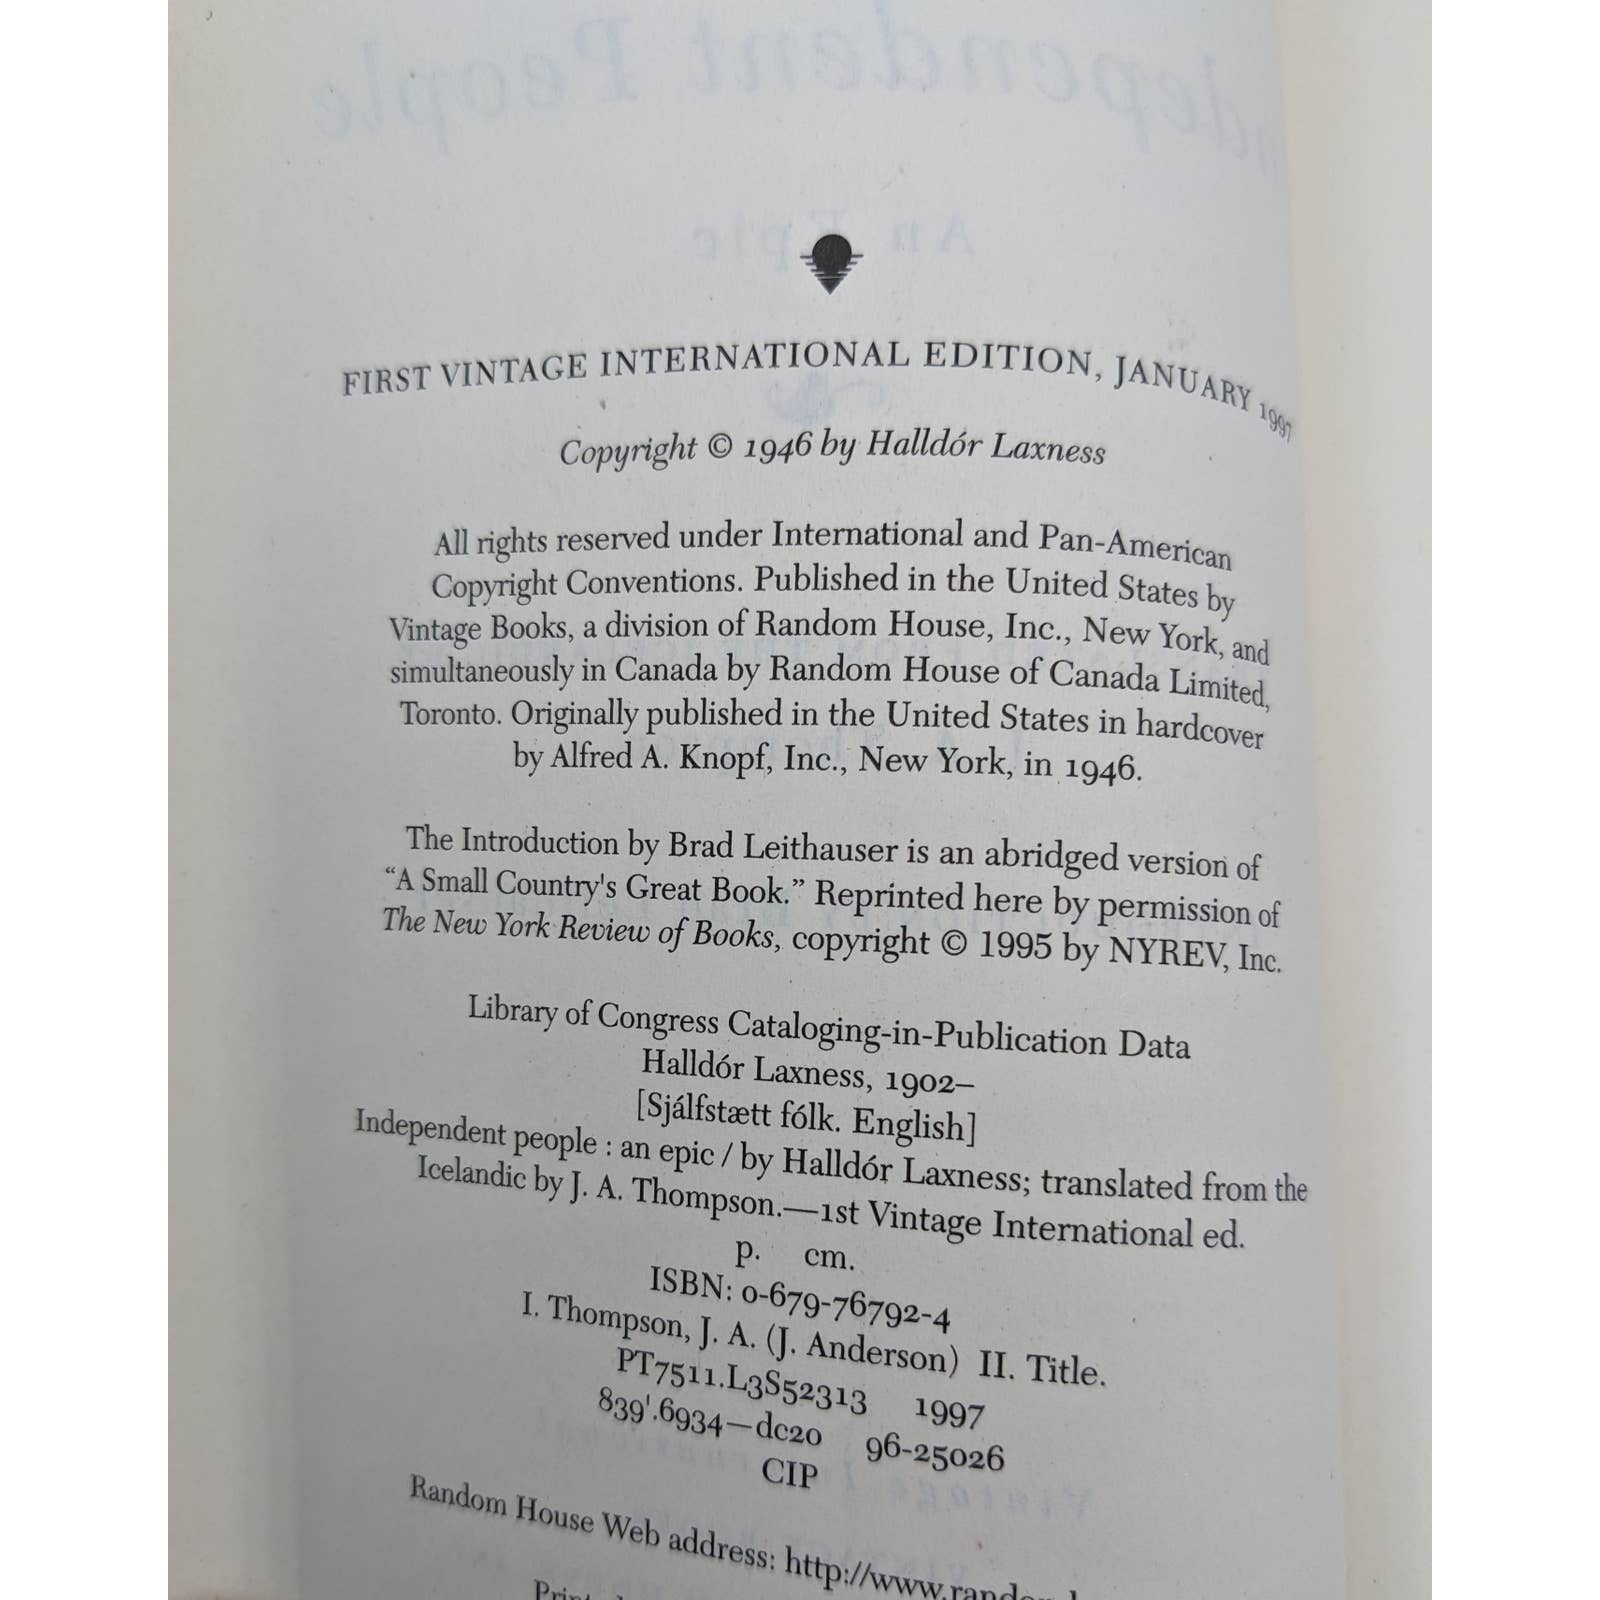 FIRST VINTAGE INTERNATIONAL EDITION, JANUARY 1997
Copyright © 1946 by Halldór Laxness
All rights reserved under International and Pan-American
Copyright Conventions. Published in the United States by
Vintage Books, a division of Random House, Inc., New York, and
simultaneously in Canada by Random House of Canada Limited,
Toronto. Originally published in the United States in hardcover
by Alfred A. Knopf, Inc., New York, in 1946.
The Introduction by Brad Leithauser is an abridged version of
“A Small Country's Great Book.” Reprinted here by permission of
The New York Review of Books, copyright © 1995 by NYREV, Inc.
Library of Congress Cataloging-in-Publication Data
Halldór Laxness, 1902–
[Sjálfstætt fólk. English]
Independent people : an epic / by Halldór Laxness; translated from the
Icelandic by J. A. Thompson.—1st Vintage International ed.
p. cm.
ISBN: 0-679-76792-4
I. Thompson, J. A. (J. Anderson) II. Title.
PT7511.L3S52313 1997
839'.6934—dc20 96-25026
CIP
Random House Web address: http://www.